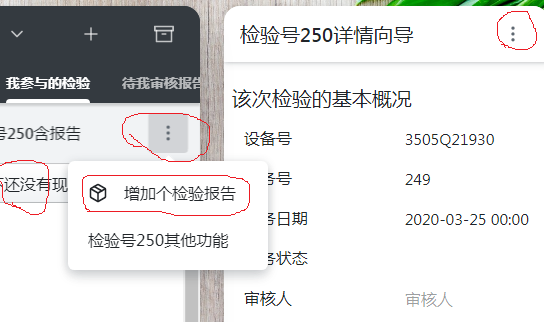 我参与的检验 待我审核报告
号250含报告
还没有现
增加个检验报告
检验号250其他功能
检验号250详情向导
该次检验的基本概况
设备号 3505Q21930
务号 249
务日期 2020-03-25 00:00
务状态
审核人 审核人